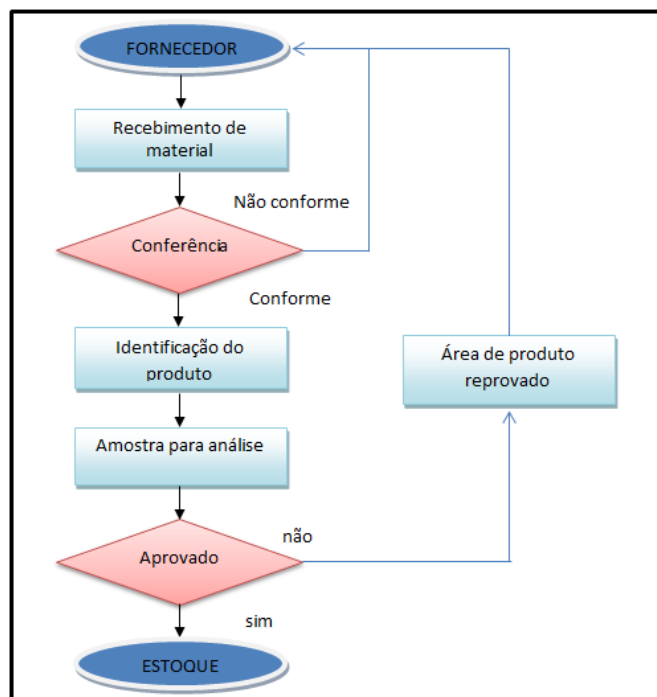 FORNECEDOR
Recebimento de
material
Não conforme
Conferência
Conforme
Identificação do
produto
Área de produto
reprovado
Amostra para análise
não
Aprovado
sim
ESTOQUE